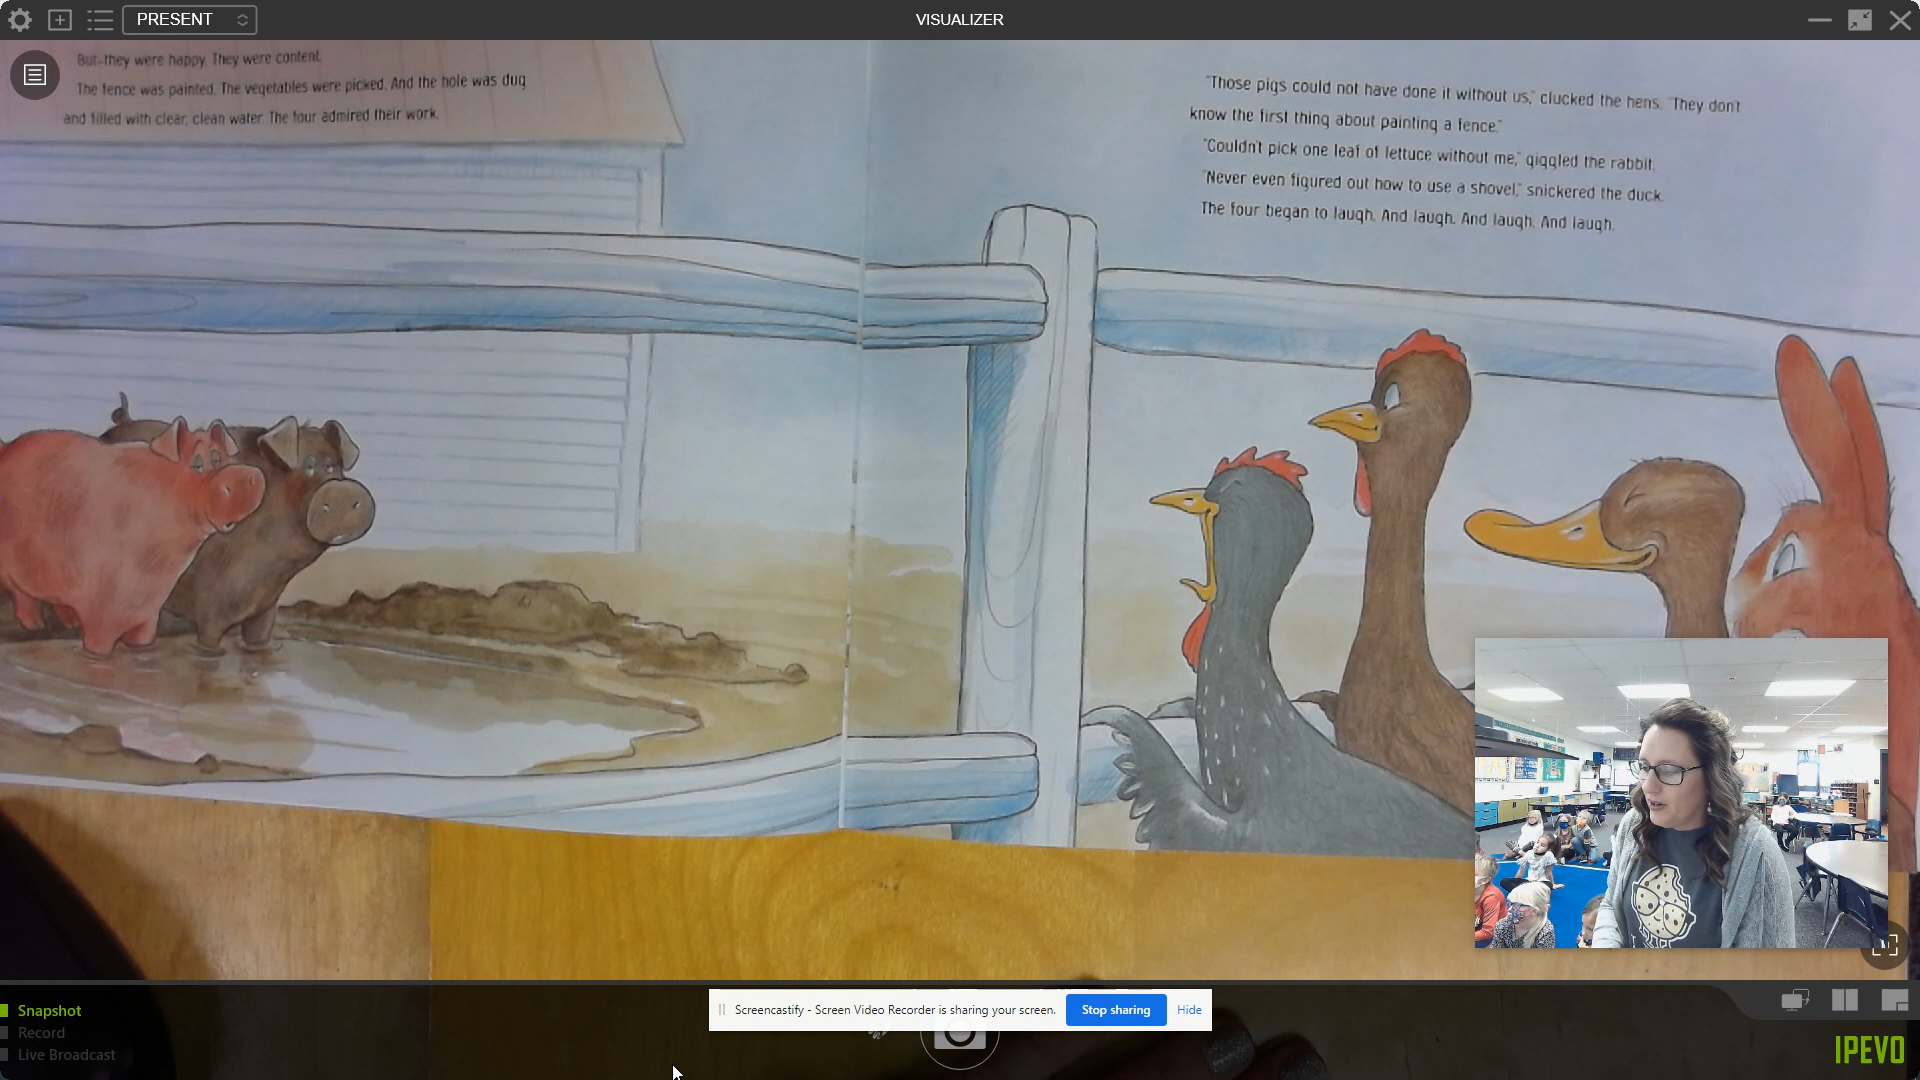 PRESENT
VISUALIZER
But they were happy. They were content.
The fence was painted. The vegetables were picked. And the hole was dug
and filled with clear, clean water. The four admired their work.
"Those pigs could not have done it without us," clucked the hens. "They don't
know the first thing about painting a fence."
"Couldn't pick one leaf of lettuce without me," giggled the rabbit.
"Never even figured out how to use a shovel," snickered the duck.
The four began to laugh. And laugh. And laugh. And laugh.
Snapshot
Record
Live Broadcast
Screencastify - Screen Video Recorder is sharing your screen.
Stop sharing
Hide
IPEVO